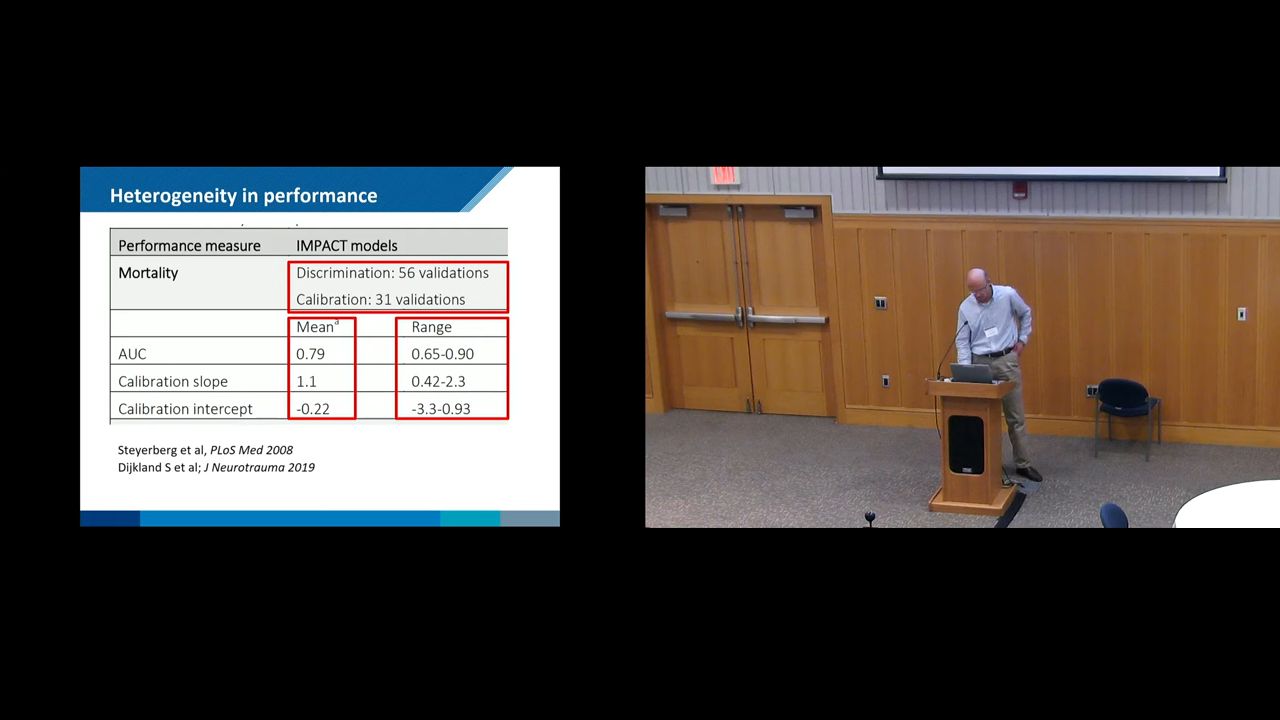 Heterogeneity in performance
Performance measure IMPACT models
Mortality Discrimination: 56 validations
Calibration: 31 validations
Meanᵃ Range
AUC 0.79 0.65-0.90
Calibration slope 1.1 0.42-2.3
Calibration intercept -0.22 -3.3-0.93
Steyerberg et al, PLoS Med 2008
Dijkland S et al; J Neurotrauma 2019